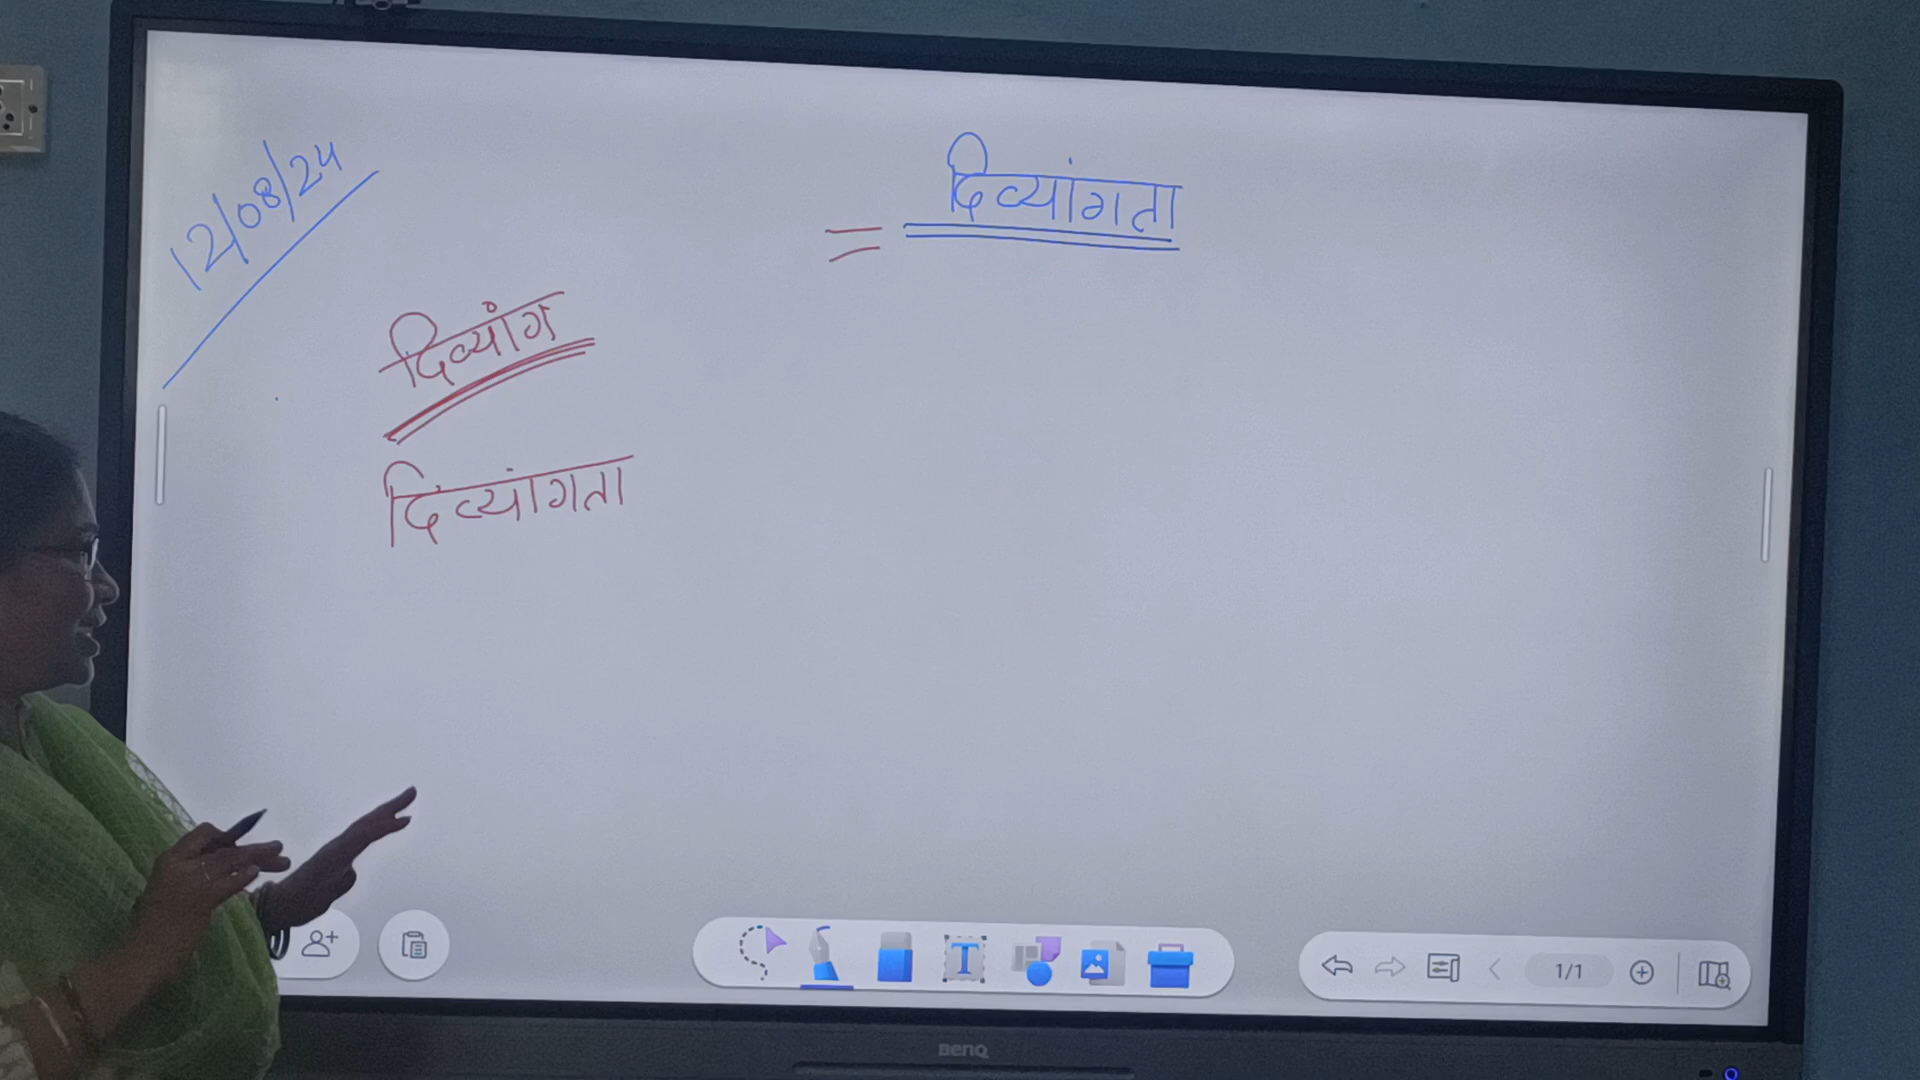 12/08/24
= दिव्यांगता
दिव्यांग
दिव्यांगता
T
1/1
BenQ